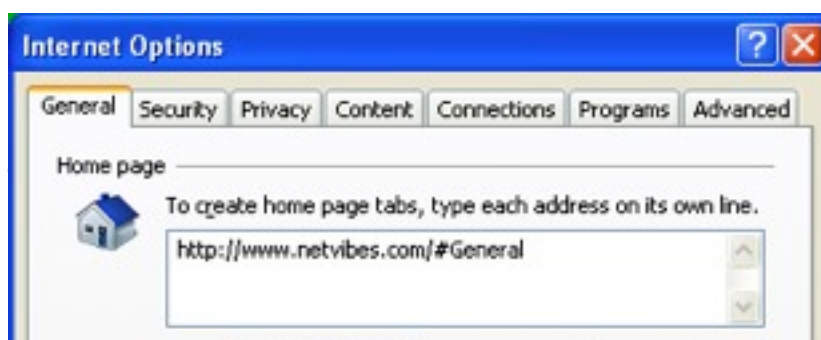 Internet Options
General Security Privacy Content Connections Programs Advanced
Home page
To create home page tabs, type each address on its own line.
http://www.netvibes.com/#General